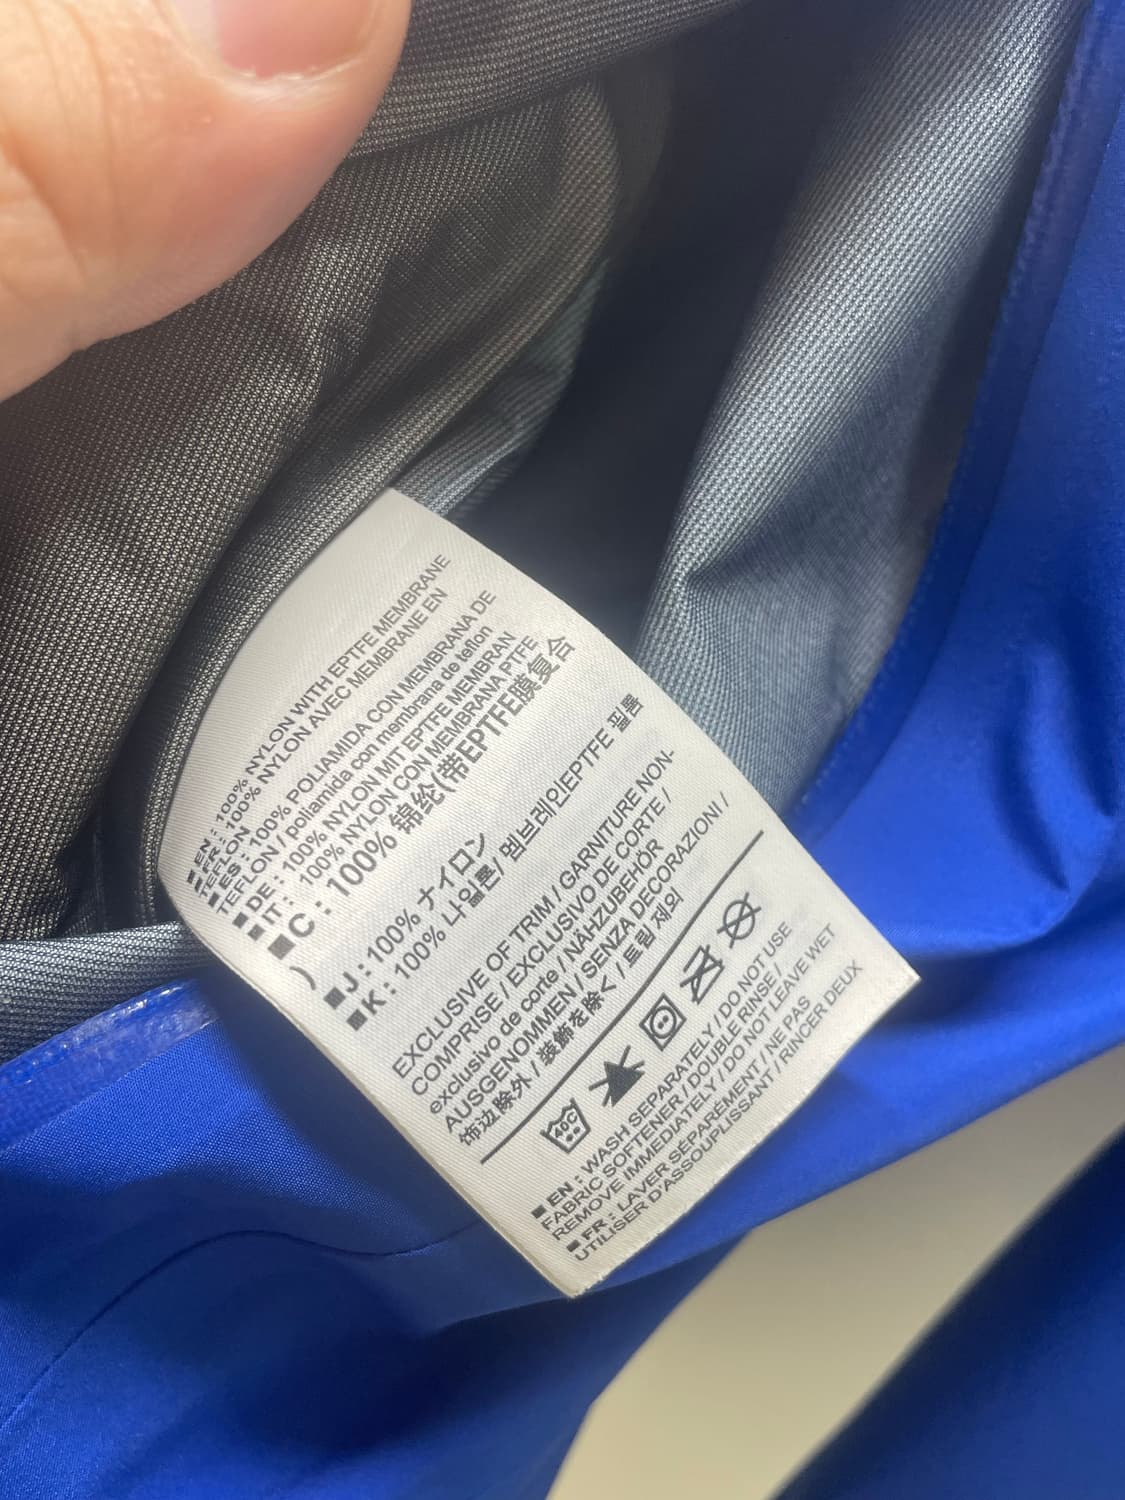 ■ EN : 100% NYLON WITH EPTFE MEMBRANE
■ FR : 100% NYLON AVEC MEMBRANE EN
TEFLON
■ ES : 100% POLIAMIDA CON MEMBRANA DE
TEFLON / poliamida con membrana de teflon
■ DE : 100% NYLON MIT EPTFE MEMBRAN
■ IT : 100% NYLON CON MEMBRANA PTFE
■ C : 100% 锦纶(带EPTFE膜复合
)
■ J : 100% ナイロン
■ K : 100% 나일론/ 멤브레인EPTFE 필름
EXCLUSIVE OF TRIM / GARNITURE NON-
COMPRISE / EXCLUSIVO DE CORTE /
exclusivo de corte / NÄHZUBEHÖR
AUSGENOMMEN / SENZA DECORAZIONI /
饰边除外 / 装飾を除く / 트림 제외
40C
■ EN : WASH SEPARATELY / DO NOT USE
FABRIC SOFTENER / DOUBLE RINSE /
REMOVE IMMEDIATELY / DO NOT LEAVE WET
■ FR : LAVER SÉPARÉMENT / NE PAS
UTILISER D'ASSOUPLISSANT / RINCER DEUX